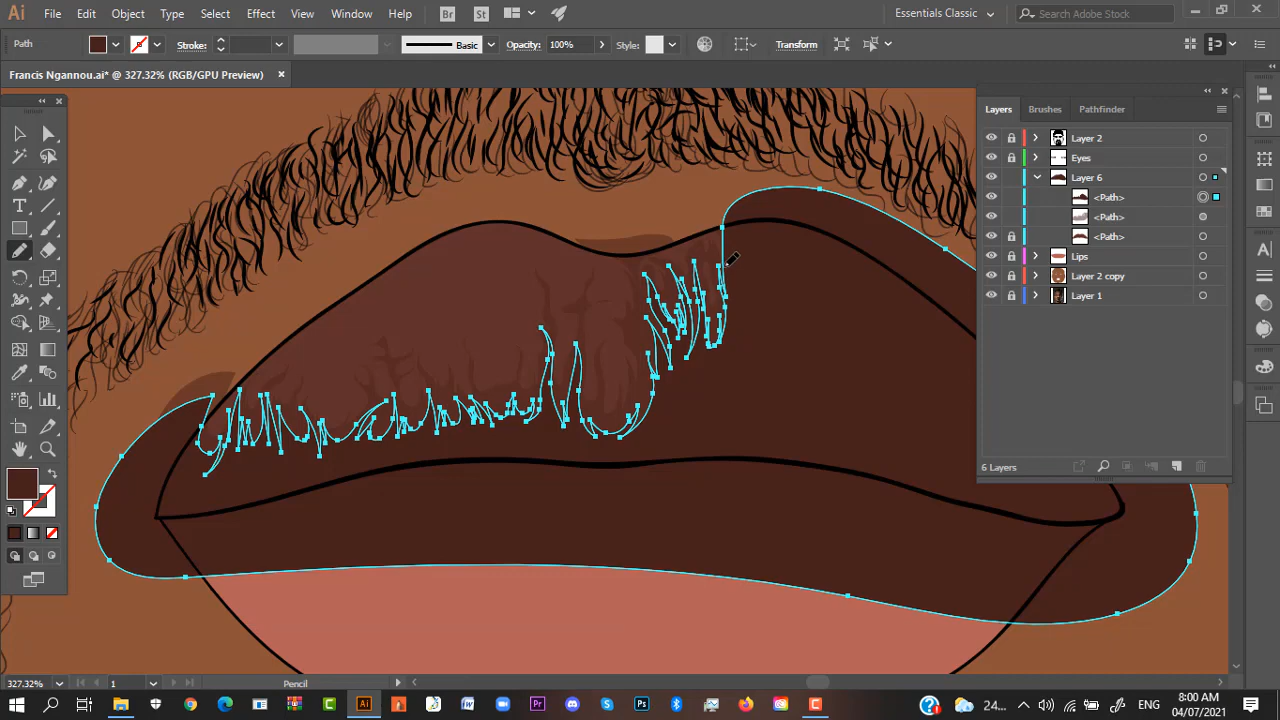 Ai File Edit Object Type Select Effect View Window Help Br St Essentials Classic Search Adobe Stock
Path Stroke: Basic Opacity: 100% Style: Transform
Francis Ngannou.ai* @ 327.32% (RGB/GPU Preview)
Layers Brushes Pathfinder
Layer 2
Eyes
Layer 6
<Path>
<Path>
<Path>
Lips
Layer 2 copy
Layer 1
6 Layers
327.32% 1 Pencil
24... ENG 8:00 AM
04/07/2021